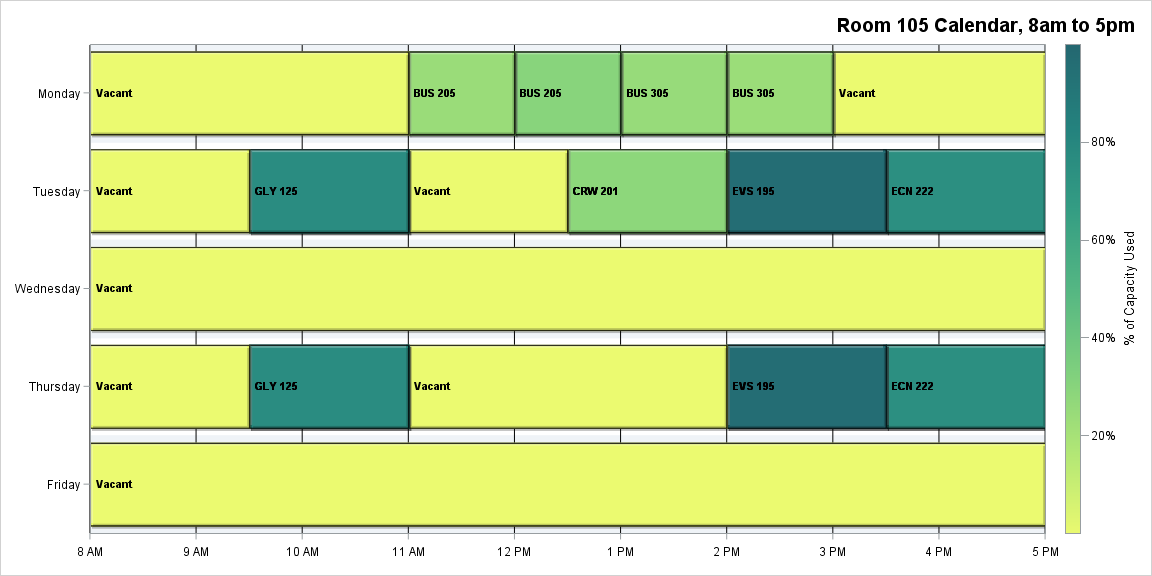 Room 105 Calendar, 8am to 5pm
Monday
Vacant
BUS 205
BUS 205
BUS 305
BUS 305
Vacant
Tuesday
Vacant
GLY 125
Vacant
CRW 201
EVS 195
ECN 222
Wednesday
Vacant
Thursday
Vacant
GLY 125
Vacant
EVS 195
ECN 222
Friday
Vacant
8 AM
9 AM
10 AM
11 AM
12 PM
1 PM
2 PM
3 PM
4 PM
5 PM
80%
60%
40%
20%
% of Capacity Used